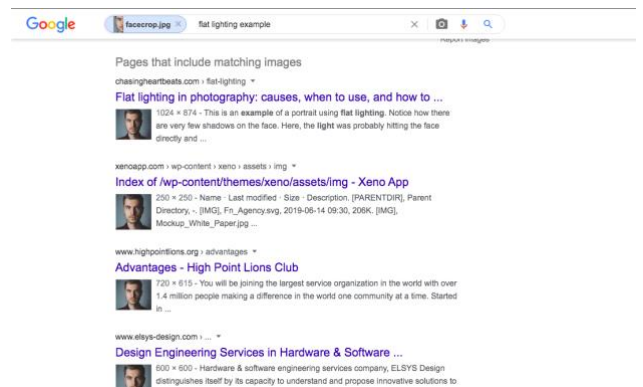 Google facecrop.jpg × flat lighting example
Report images
Pages that include matching images
chasingheartbeats.com › flat-lighting
Flat lighting in photography: causes, when to use, and how to ...
1024 × 674 - This is an example of a portrait using flat lighting. Notice how there
are very few shadows on the face. Here, the light was probably hitting the face
directly and ...
xenoapp.com › wp-content › xeno › assets › img
Index of /wp-content/themes/xeno/assets/img - Xeno App
250 × 250 - Name · Last modified · Size · Description. [PARENTDIR], Parent
Directory, -. [IMG], Fn_Agency.svg, 2019-06-14 09:30, 206K. [IMG],
Mockup_White_Paper.jpg ...
www.highpointlions.org › advantages
Advantages - High Point Lions Club
720 × 615 - You will be joining the largest service organization in the world with over
1.4 million people making a difference in the world one community at a time. Started
in ...
www.elsys-design.com › ...
Design Engineering Services in Hardware & Software ...
600 × 600 - Hardware & software engineering services company, ELSYS Design
distinguishes itself by its capacity to understand and propose innovative solutions to